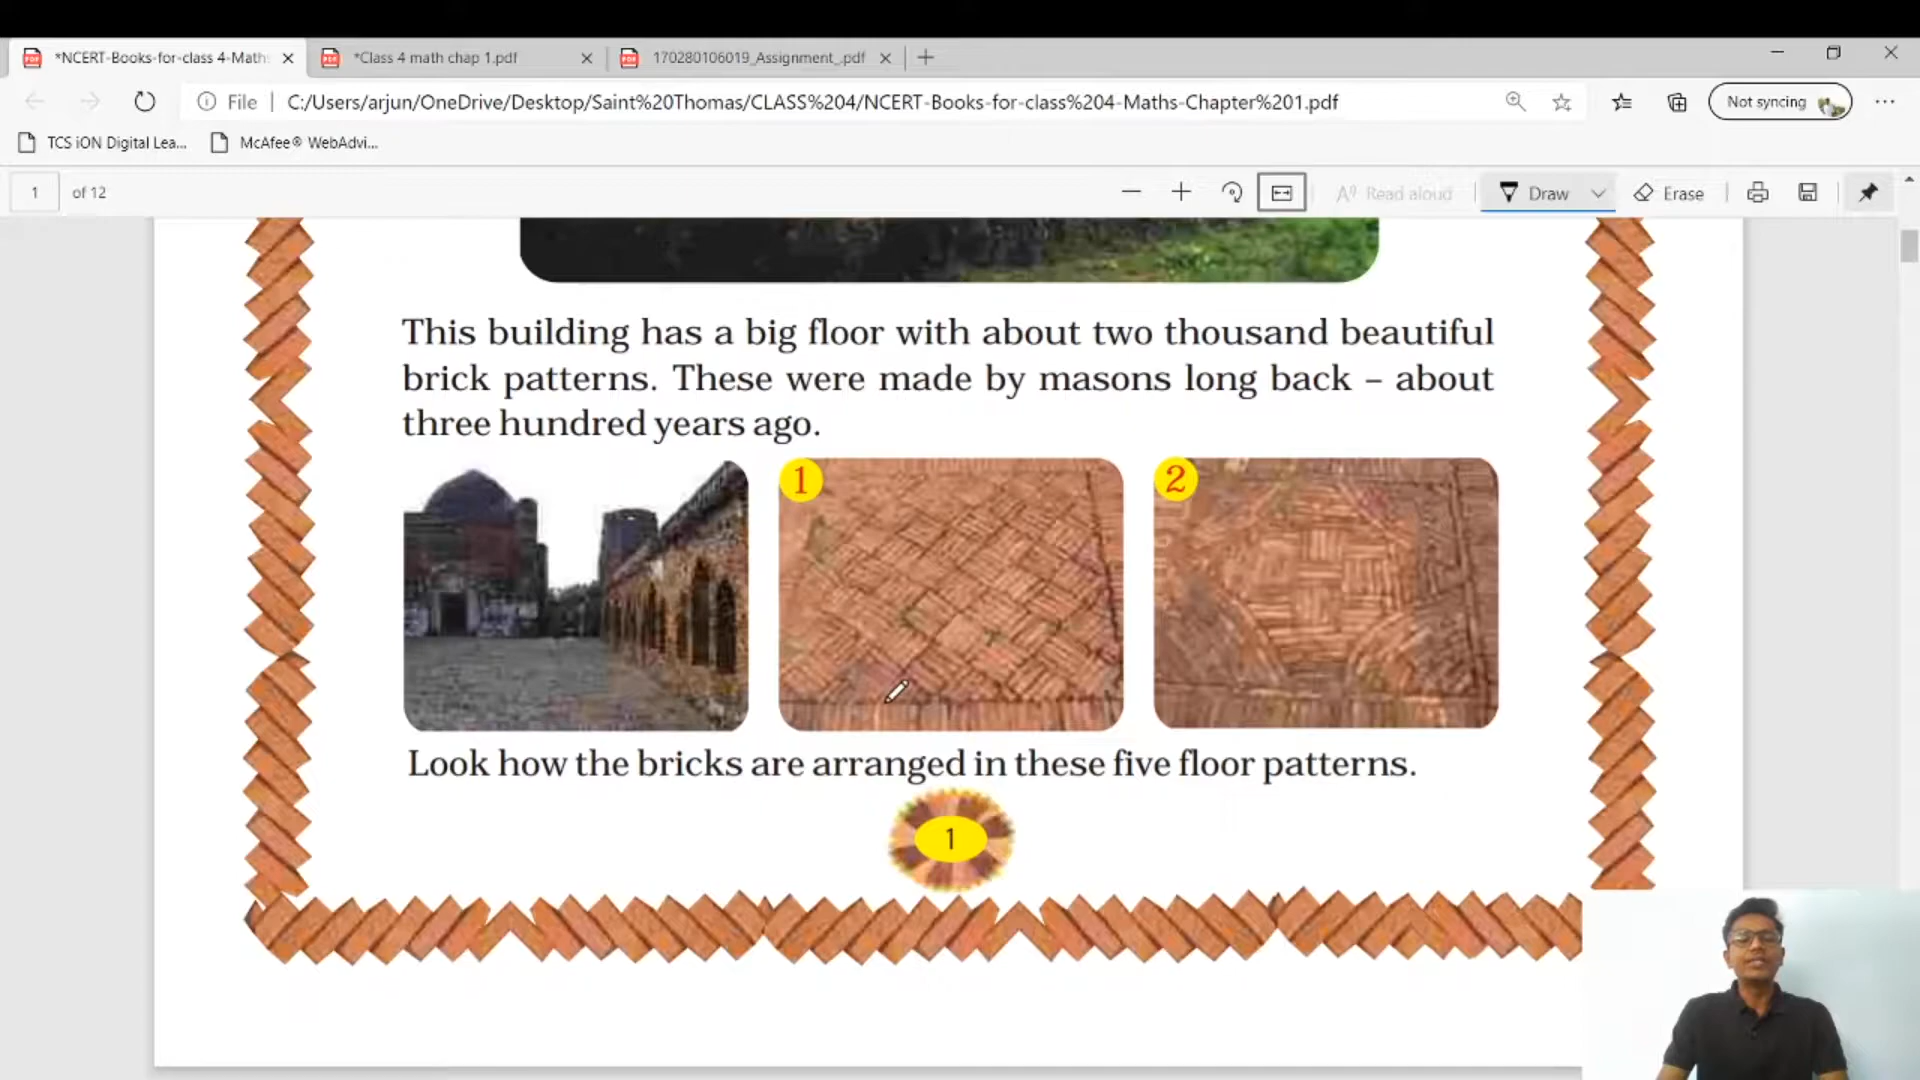 *NCERT-Books-for-class 4-Maths
*Class 4 math chap 1.pdf
170280106019_Assignment_.pdf
File
C:/Users/arjun/OneDrive/Desktop/Saint%20Thomas/CLASS%204/NCERT-Books-for-class%204-Maths-Chapter%201.pdf
Not syncing
TCS iON Digital Lea...
McAfee® WebAdvi...
1 of 12
Read aloud
Draw
Erase
This building has a big floor with about two thousand beautiful
brick patterns. These were made by masons long back – about
three hundred years ago.
1
2
Look how the bricks are arranged in these five floor patterns.
1